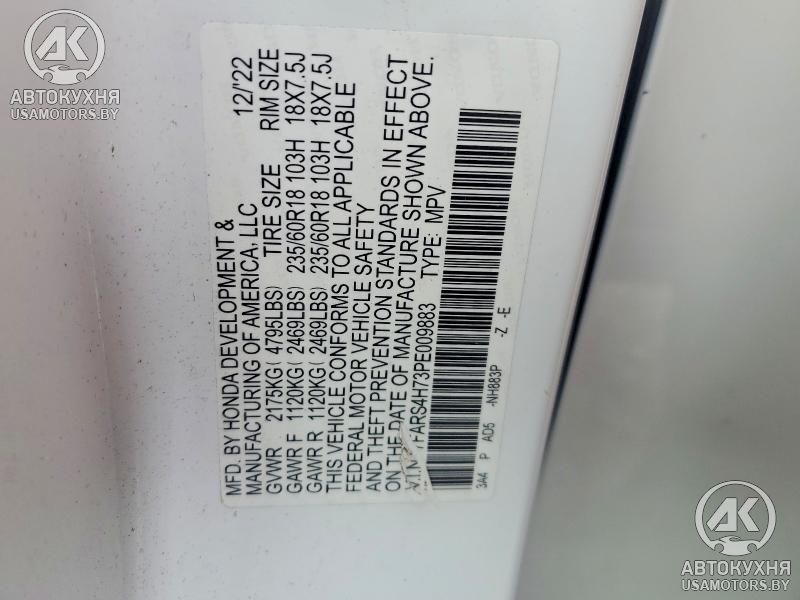 MFD. BY HONDA DEVELOPMENT &
MANUFACTURING OF AMERICA, LLC 12/'22
GVWR 2175KG( 4795LBS) TIRE SIZE RIM SIZE
GAWR F 1120KG( 2469LBS) 235/60R18 103H 18X7.5J
GAWR R 1120KG( 2469LBS) 235/60R18 103H 18X7.5J
THIS VEHICLE CONFORMS TO ALL APPLICABLE
FEDERAL MOTOR VEHICLE SAFETY
AND THEFT PREVENTION STANDARDS IN EFFECT
ON THE DATE OF MANUFACTURE SHOWN ABOVE.
V.I.N. FARS4H73PE009883 TYPE: MPV
3A4 P AD5 -NH883P -Z -E
АК
АВТОКУХНЯ
USAMOTORS.BY
АК
АВТОКУХНЯ
USAMOTORS.BY